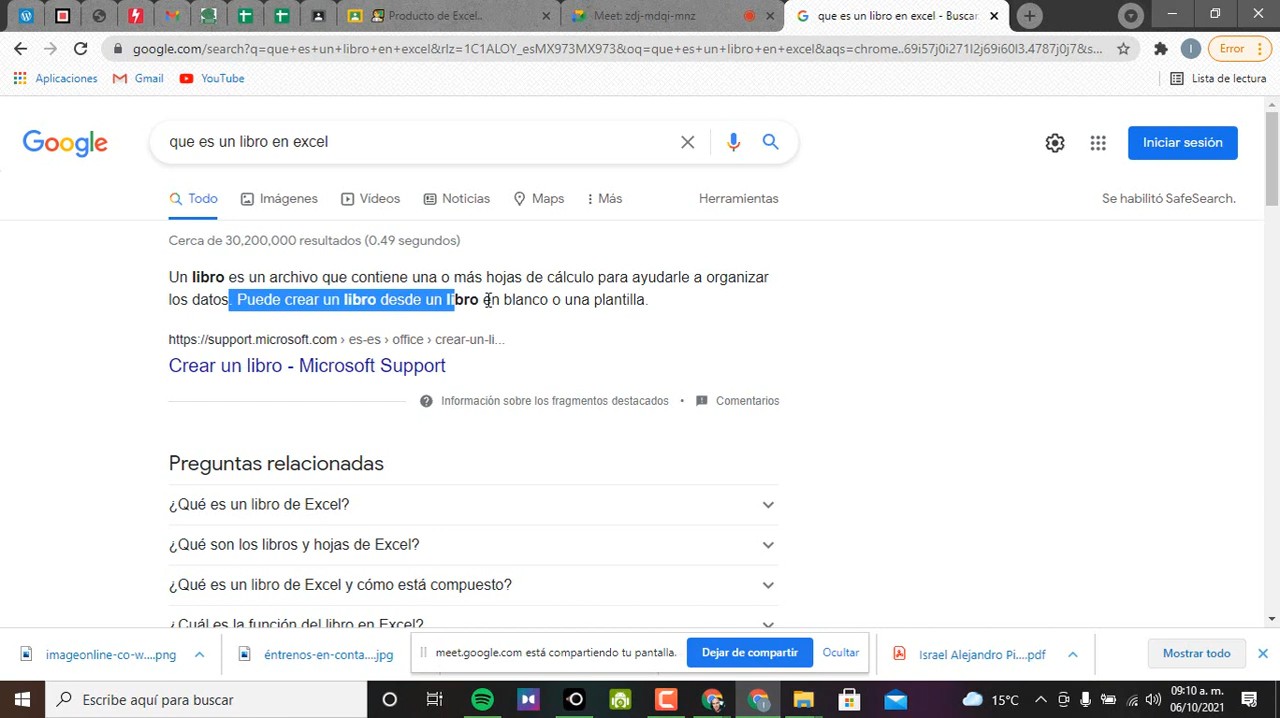 Producto de Excel..
Meet: zdj-mdqi-mnz
que es un libro en excel - Buscar
google.com/search?q=que+es+un+libro+en+excel&rlz=1C1ALOY_esMX973MX973&oq=que+es+un+libro+en+excel&aqs=chrome..69i57j0i271l2j69i60l3.4787j0j7&s...
Error
Aplicaciones
Gmail
YouTube
Lista de lectura
Google
que es un libro en excel
Iniciar sesión
Todo
Imágenes
Videos
Noticias
Maps
Más
Herramientas
Se habilitó SafeSearch.
Cerca de 30,200,000 resultados (0.49 segundos)
Un libro es un archivo que contiene una o más hojas de cálculo para ayudarle a organizar
los datos. Puede crear un libro desde un libro en blanco o una plantilla.
https://support.microsoft.com › es-es › office › crear-un-li...
Crear un libro - Microsoft Support
Información sobre los fragmentos destacados
Comentarios
Preguntas relacionadas
¿Qué es un libro de Excel?
¿Qué son los libros y hojas de Excel?
¿Qué es un libro de Excel y cómo está compuesto?
¿Cuál es la función del libro en Excel?
imageonline-co-w....png
éntrenos-en-conta....jpg
meet.google.com está compartiendo tu pantalla.
Dejar de compartir
Ocultar
Israel Alejandro Pi....pdf
Mostrar todo
Escribe aquí para buscar
15°C
09:10 a. m.
06/10/2021